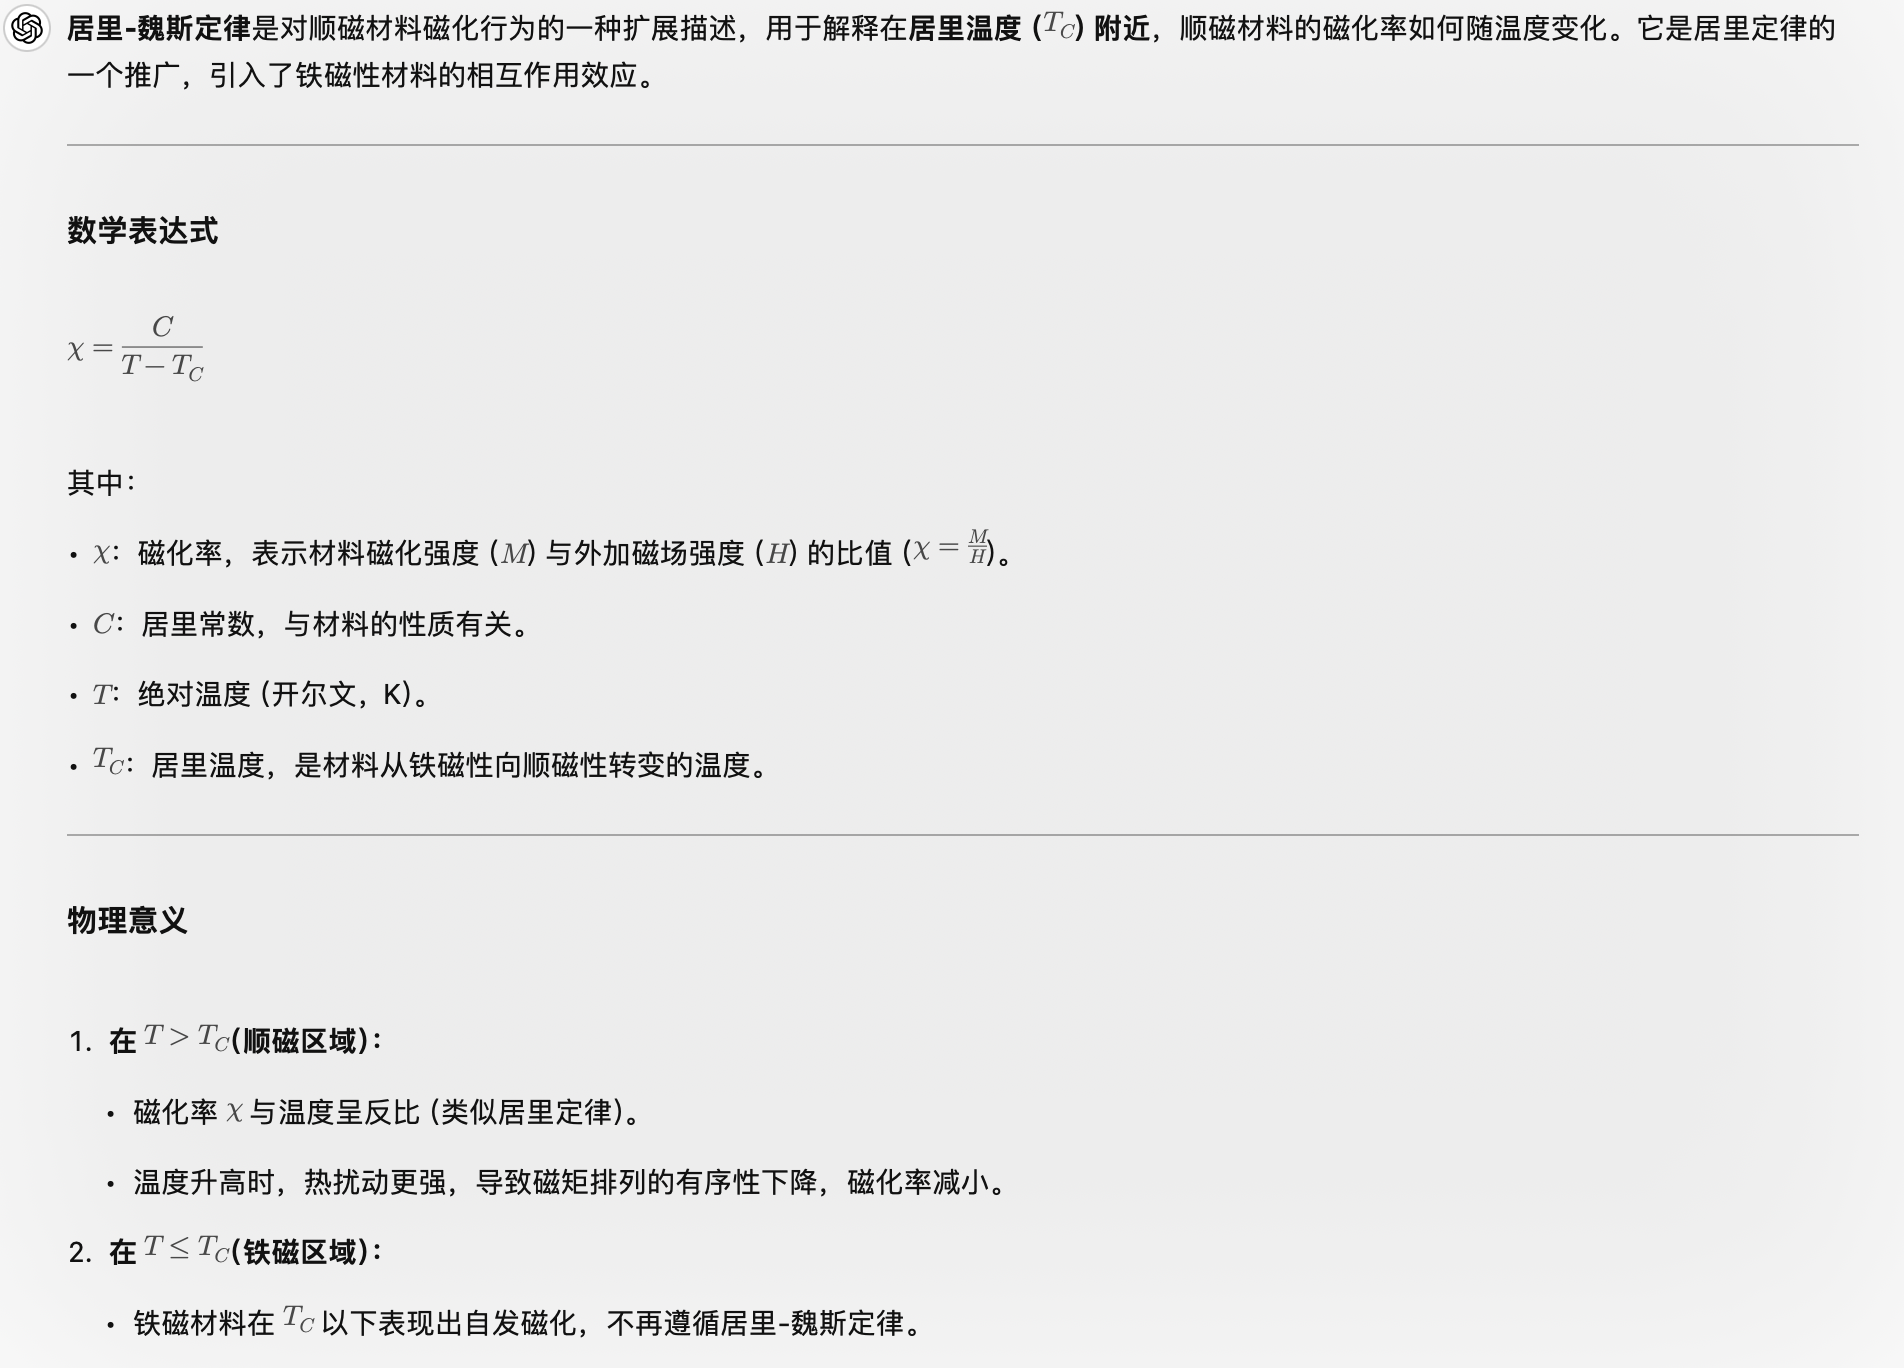 居里-魏斯定律是对顺磁材料磁化行为的一种扩展描述，用于解释在居里温度 (T_C) 附近，顺磁材料的磁化率如何随温度变化。它是居里定律的
一个推广，引入了铁磁性材料的相互作用效应。
数学表达式
χ = C / (T − T_C)
其中：
• χ：磁化率，表示材料磁化强度 (M) 与外加磁场强度 (H) 的比值 (χ = M/H)。
• C：居里常数，与材料的性质有关。
• T：绝对温度 (开尔文，K)。
• T_C：居里温度，是材料从铁磁性向顺磁性转变的温度。
物理意义
1. 在 T > T_C(顺磁区域)：
• 磁化率 χ 与温度呈反比 (类似居里定律)。
• 温度升高时，热扰动更强，导致磁矩排列的有序性下降，磁化率减小。
2. 在 T ≤ T_C(铁磁区域)：
• 铁磁材料在 T_C 以下表现出自发磁化，不再遵循居里-魏斯定律。